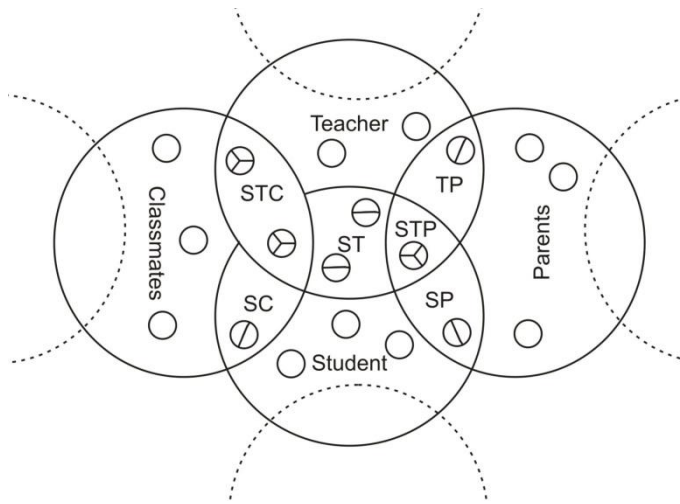 Teacher
TP
STC
Classmates
STP
ST
Parents
SC
SP
Student